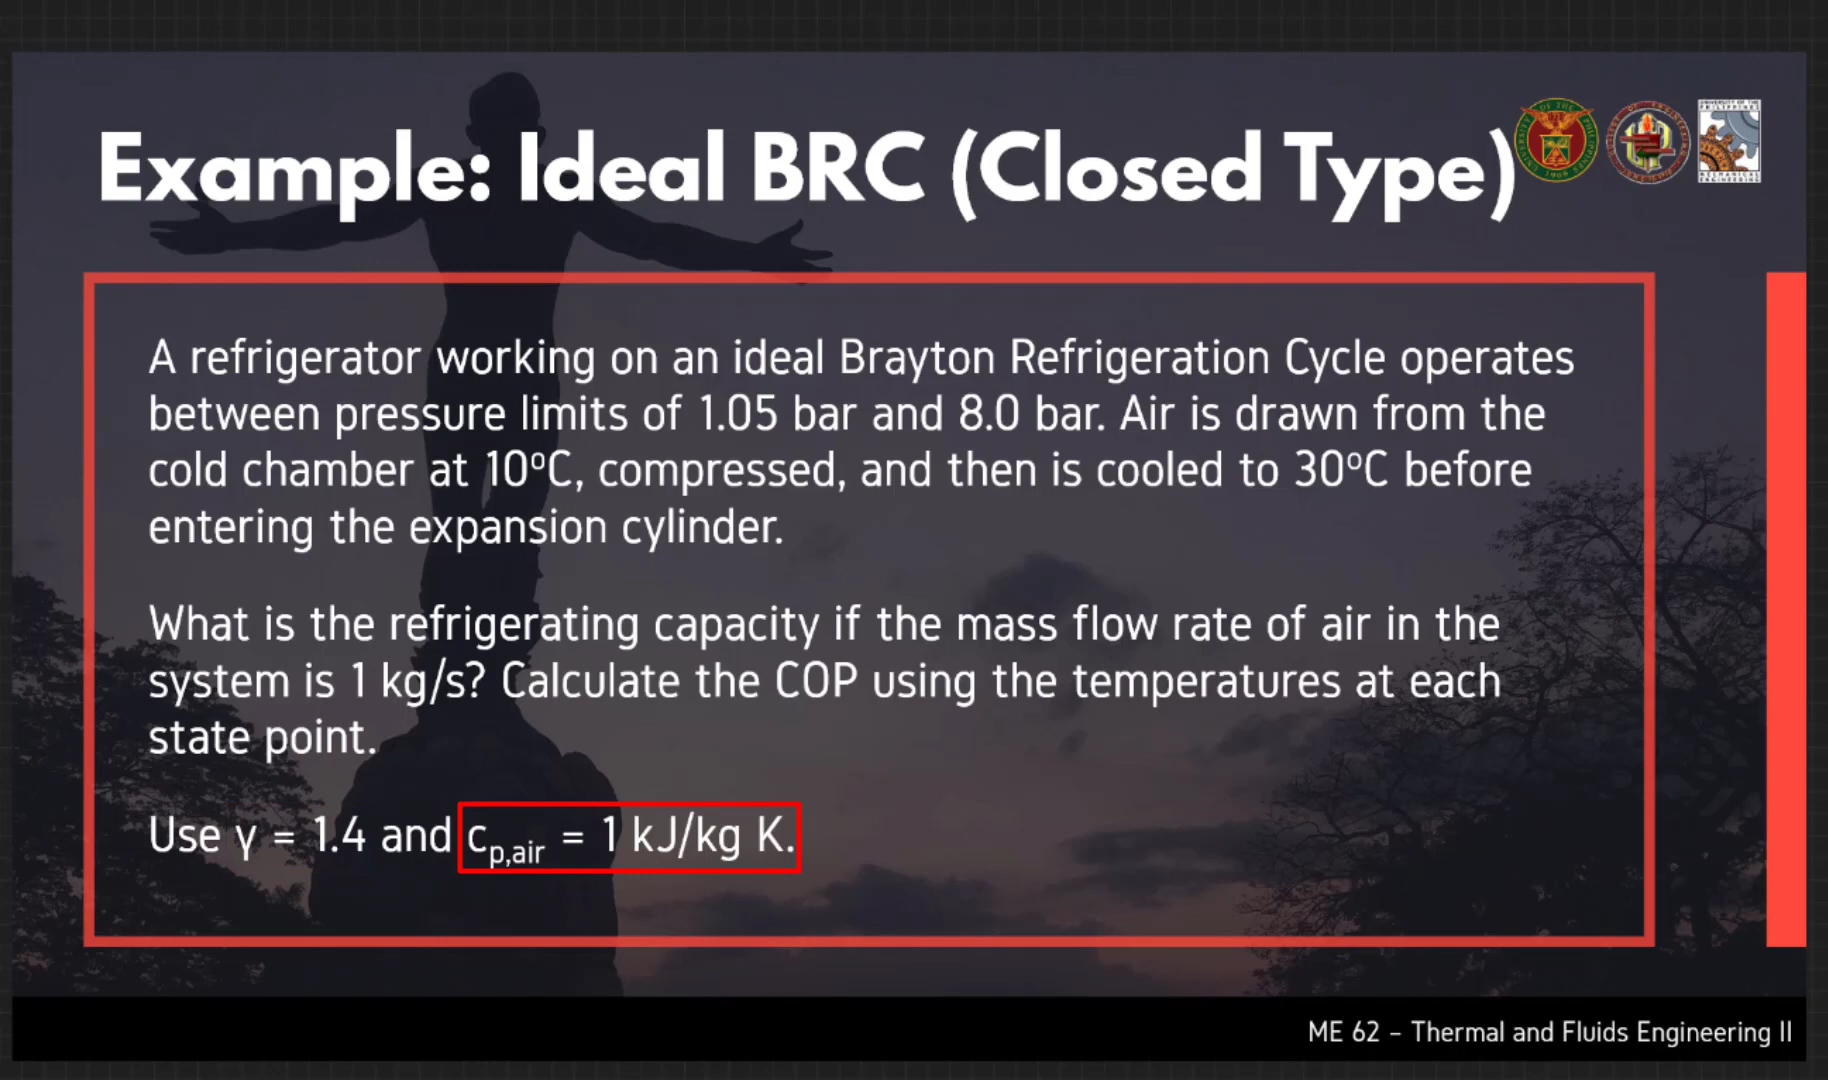 Example: Ideal BRC (Closed Type)
A refrigerator working on an ideal Brayton Refrigeration Cycle operates
between pressure limits of 1.05 bar and 8.0 bar. Air is drawn from the
cold chamber at 10°C, compressed, and then is cooled to 30°C before
entering the expansion cylinder.
What is the refrigerating capacity if the mass flow rate of air in the
system is 1 kg/s? Calculate the COP using the temperatures at each
state point.
Use γ = 1.4 and cp,air = 1 kJ/kg K.
ME 62 – Thermal and Fluids Engineering II